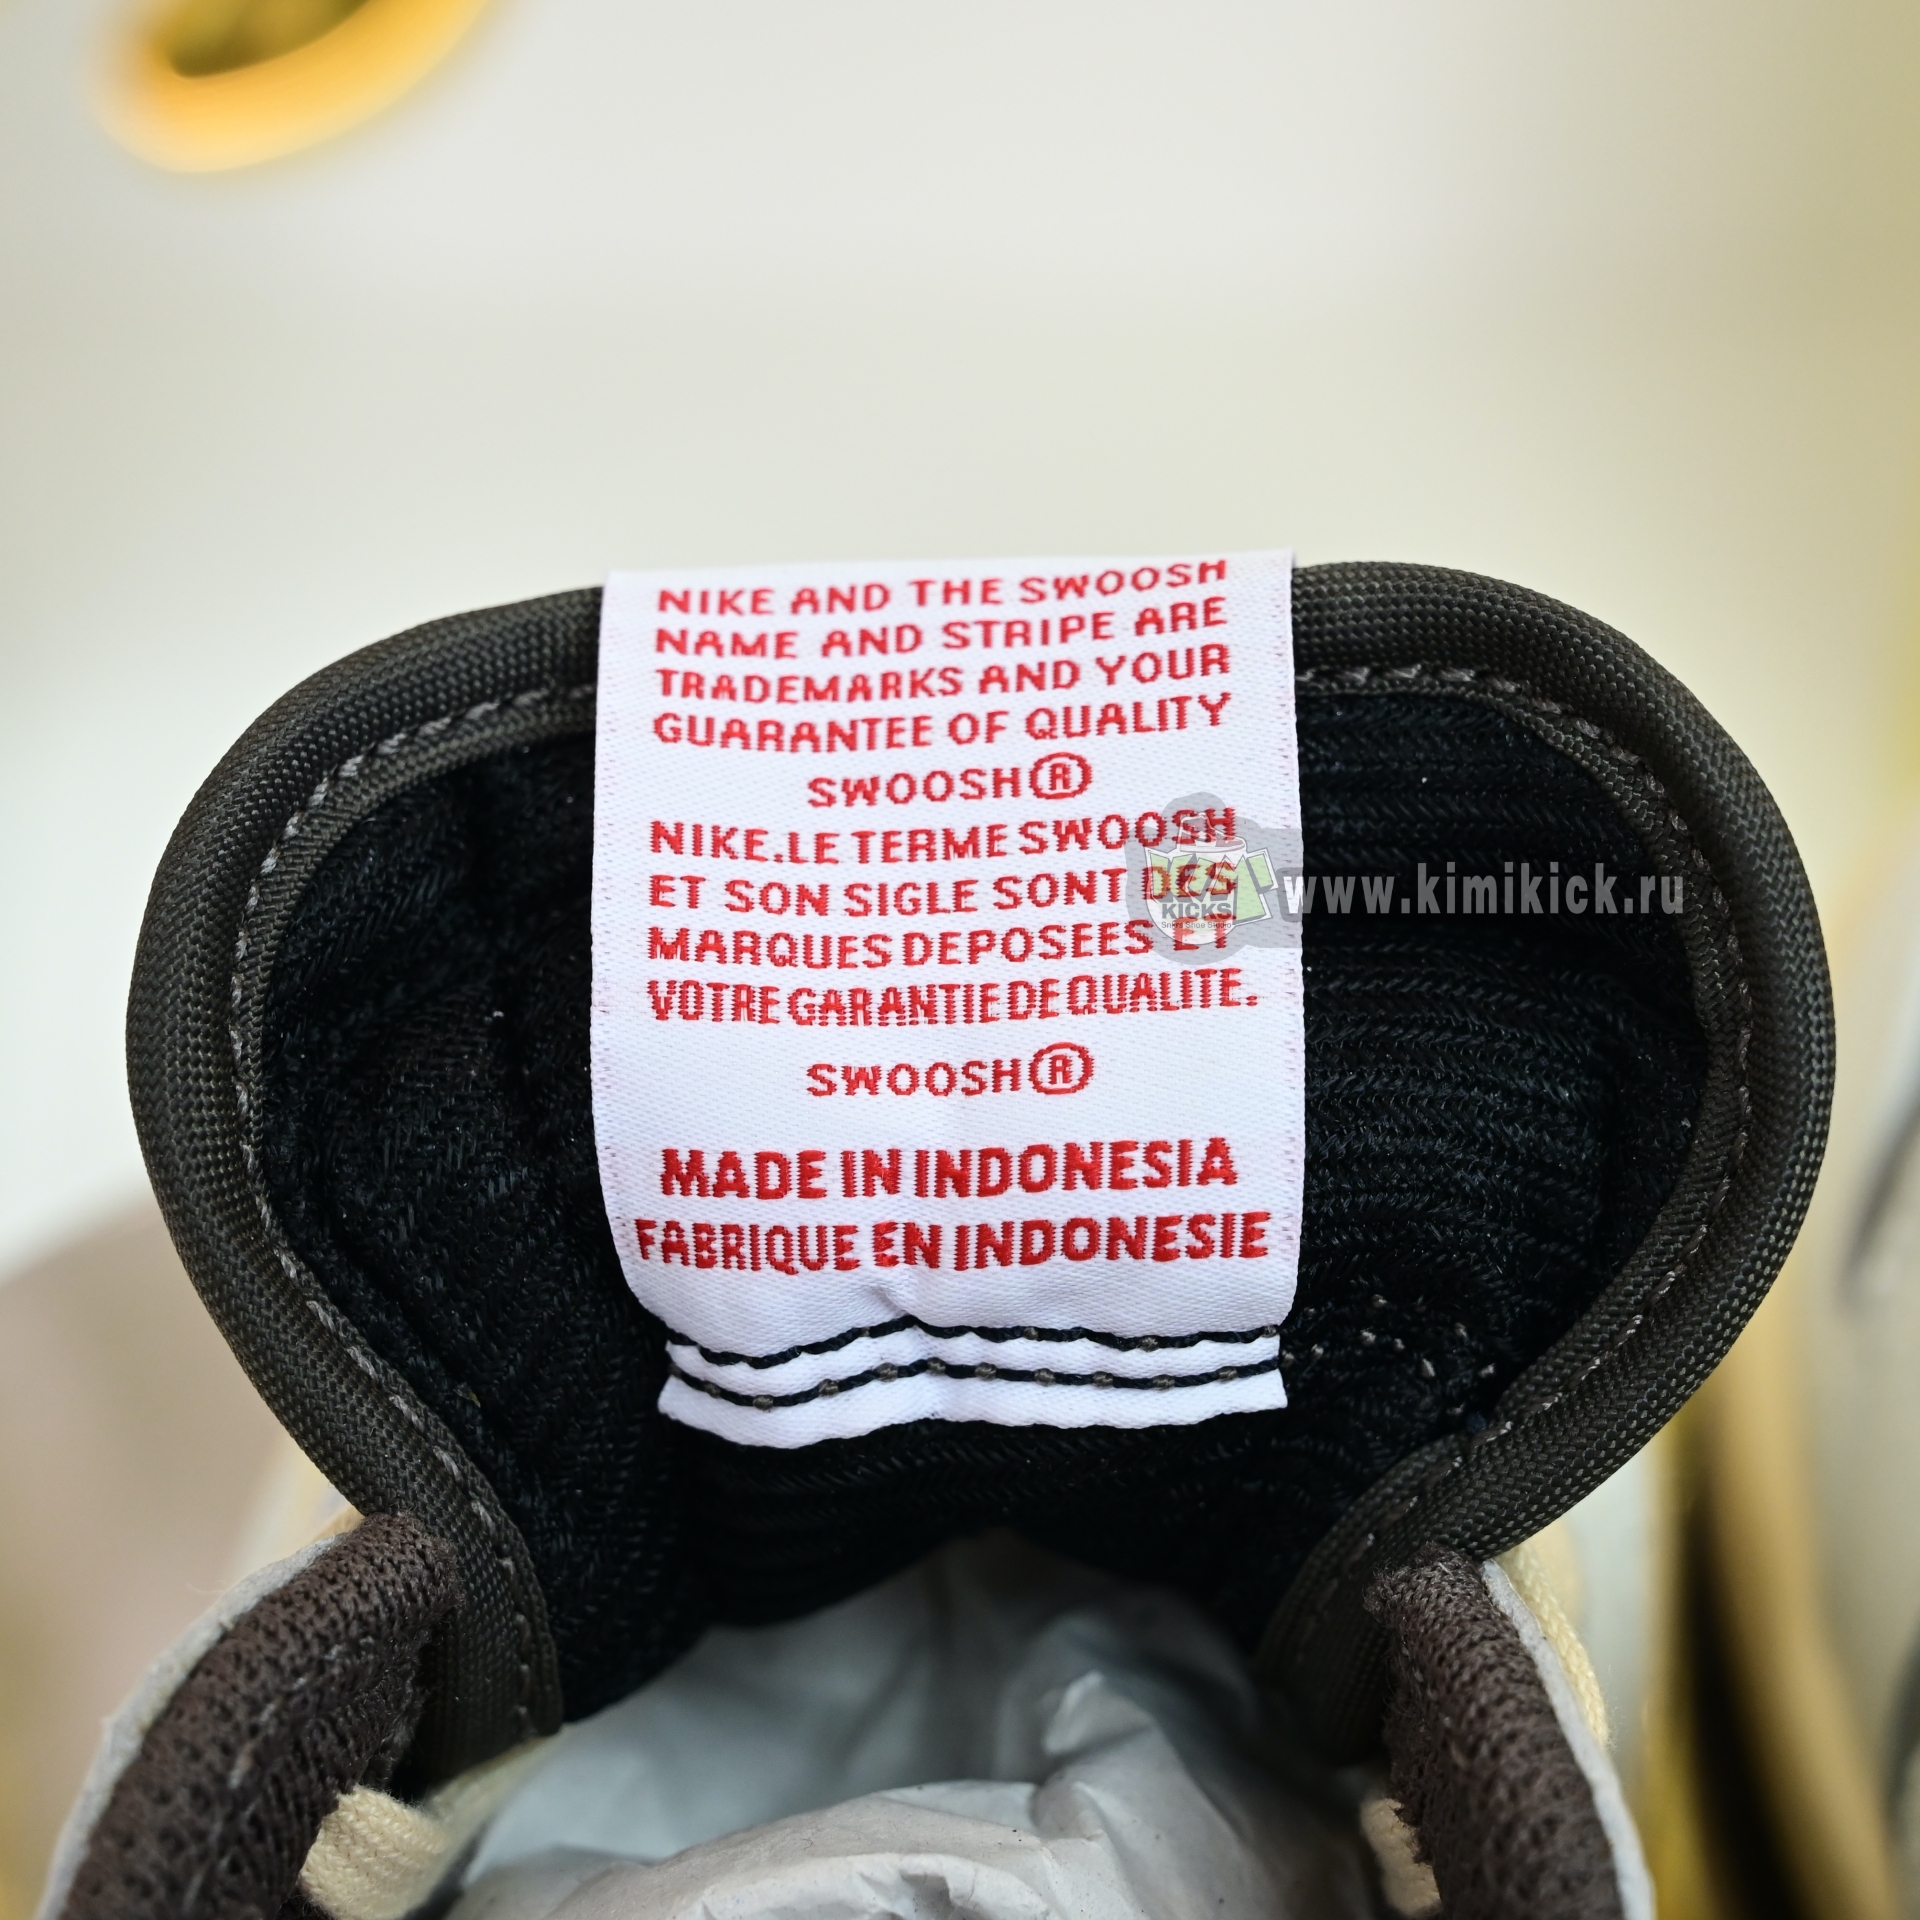 NIKE AND THE SWOOSH
NAME AND STRIPE ARE
TRADEMARKS AND YOUR
GUARANTEE OF QUALITY
SWOOSH®
NIKE.LE TERME SWOOSH
ET SON SIGLE SONT DES
MARQUES DEPOSEES ET
VOTRE GARANTIE DE QUALITE.
SWOOSH®
MADE IN INDONESIA
FABRIQUE EN INDONESIE
KIMI
KICKS
www.kimikick.ru